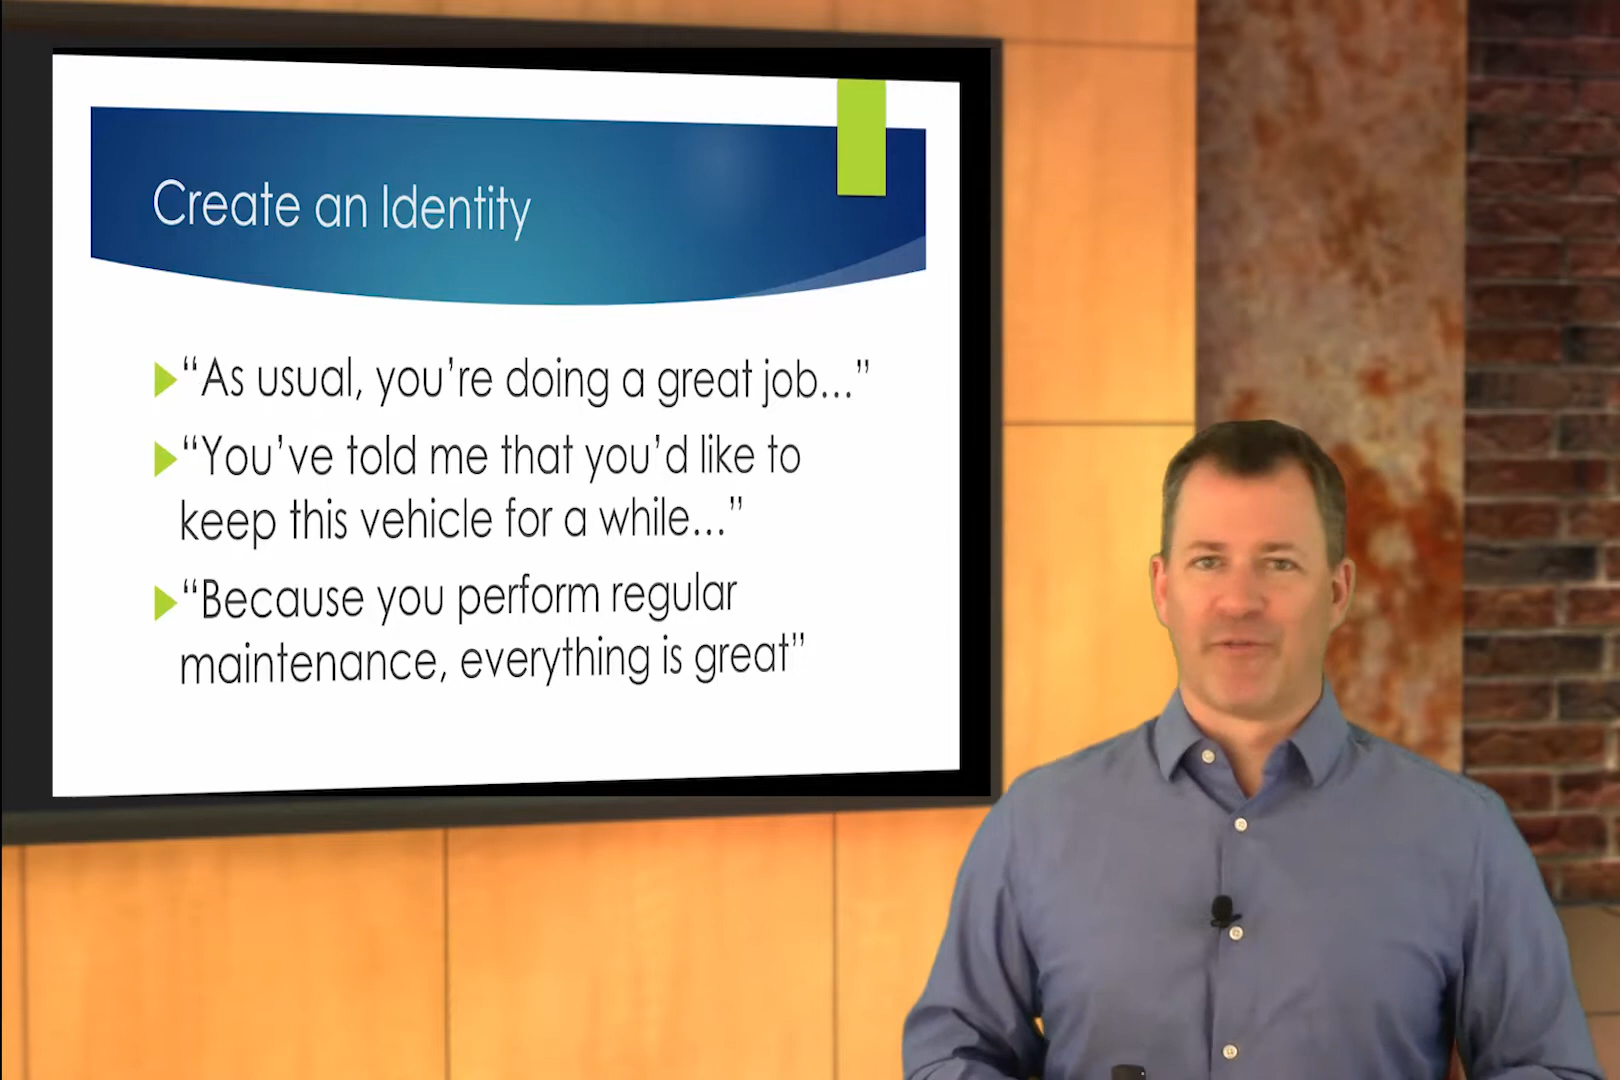 Create an Identity
“As usual, you’re doing a great job...”
“You’ve told me that you’d like to
keep this vehicle for a while...”
“Because you perform regular
maintenance, everything is great”